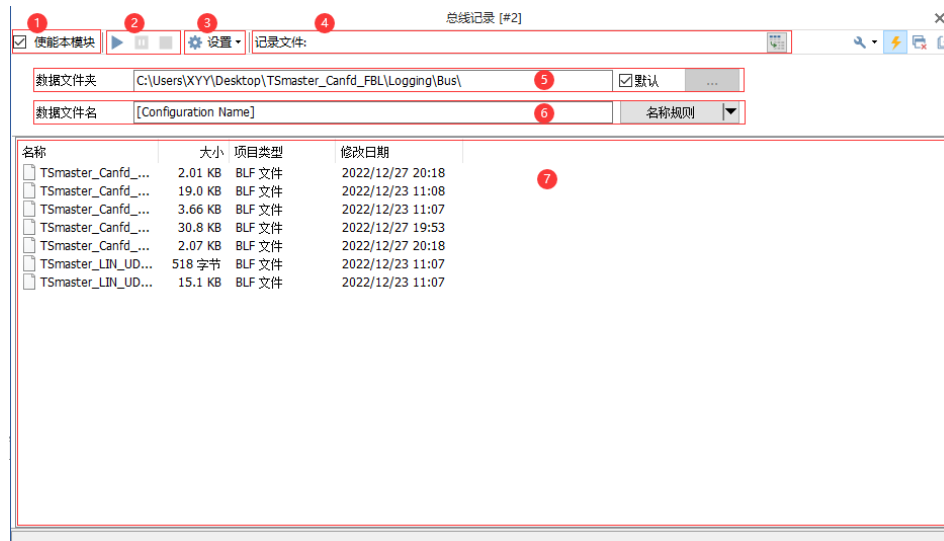 总线记录 [#2]
1 2 3 4
使能本模块 设置 记录文件:
数据文件夹 C:\Users\XYY\Desktop\TSmaster_Canfd_FBL\Logging\Bus\ 5 默认 ...
数据文件名 [Configuration Name] 6 名称规则
名称 大小 项目类型 修改日期
TSmaster_Canfd_... 2.01 KB BLF 文件 2022/12/27 20:18
7
TSmaster_Canfd_... 19.0 KB BLF 文件 2022/12/23 11:08
TSmaster_Canfd_... 3.66 KB BLF 文件 2022/12/23 11:07
TSmaster_Canfd_... 30.8 KB BLF 文件 2022/12/27 19:53
TSmaster_Canfd_... 2.07 KB BLF 文件 2022/12/27 20:18
TSmaster_LIN_UD... 518 字节 BLF 文件 2022/12/23 11:07
TSmaster_LIN_UD... 15.1 KB BLF 文件 2022/12/23 11:07